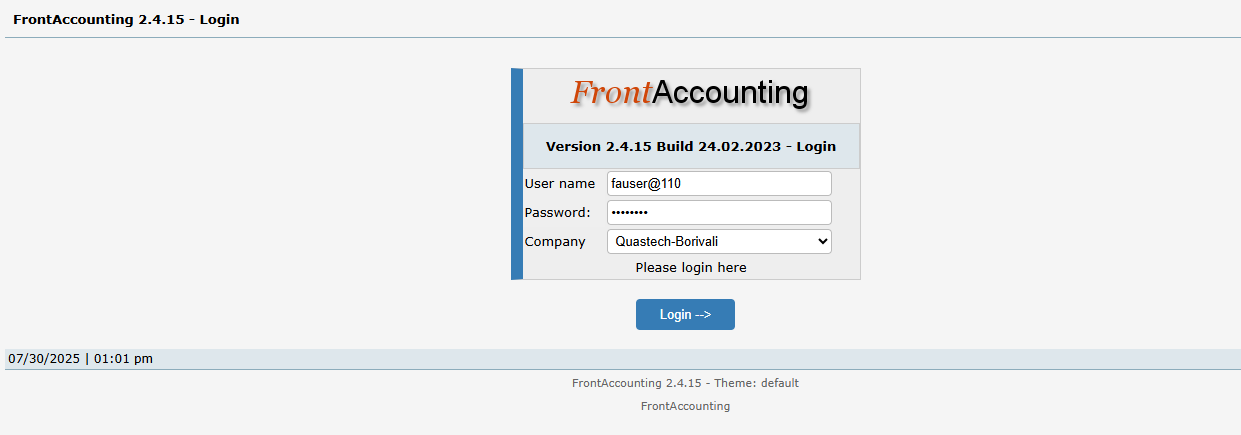 FrontAccounting 2.4.15 - Login
FrontAccounting
Version 2.4.15 Build 24.02.2023 - Login
User name fauser@110
Password: ••••••••
Company Quastech-Borivali
Please login here
Login -->
07/30/2025 | 01:01 pm
FrontAccounting 2.4.15 - Theme: default
FrontAccounting